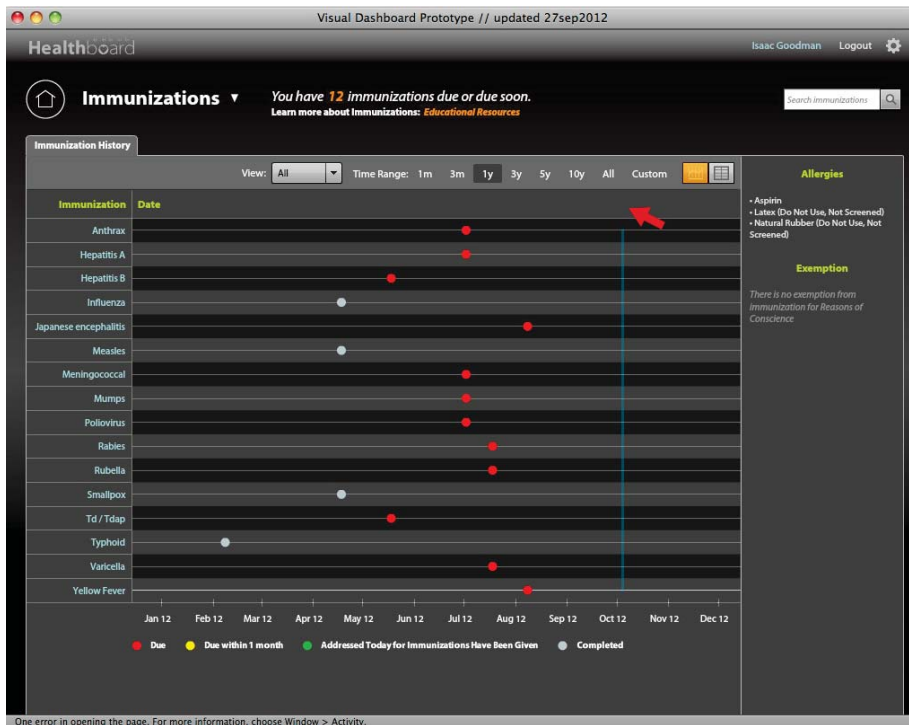 Visual Dashboard Prototype // updated 27sep2012
Healthboard
Isaac Goodman Logout
Immunizations
You have 12 immunizations due or due soon.
Learn more about Immunizations: Educational Resources
Search immunizations
Immunization History
View: All Time Range: 1m 3m 1y 3y 5y 10y All Custom
Immunization Date
Anthrax
Hepatitis A
Hepatitis B
Influenza
Japanese encephalitis
Measles
Meningococcal
Mumps
Poliovirus
Rabies
Rubella
Smallpox
Td / Tdap
Typhoid
Varicella
Yellow Fever
Jan 12 Feb 12 Mar 12 Apr 12 May 12 Jun 12 Jul 12 Aug 12 Sep 12 Oct 12 Nov 12 Dec 12
Due Due within 1 month Addressed Today for Immunizations Have Been Given Completed
Allergies
• Aspirin
• Latex (Do Not Use, Not Screened)
• Natural Rubber (Do Not Use, Not
Screened)
Exemption
There is no exemption from
immunization for Reasons of
Conscience
One error in opening the page. For more information, choose Window > Activity.